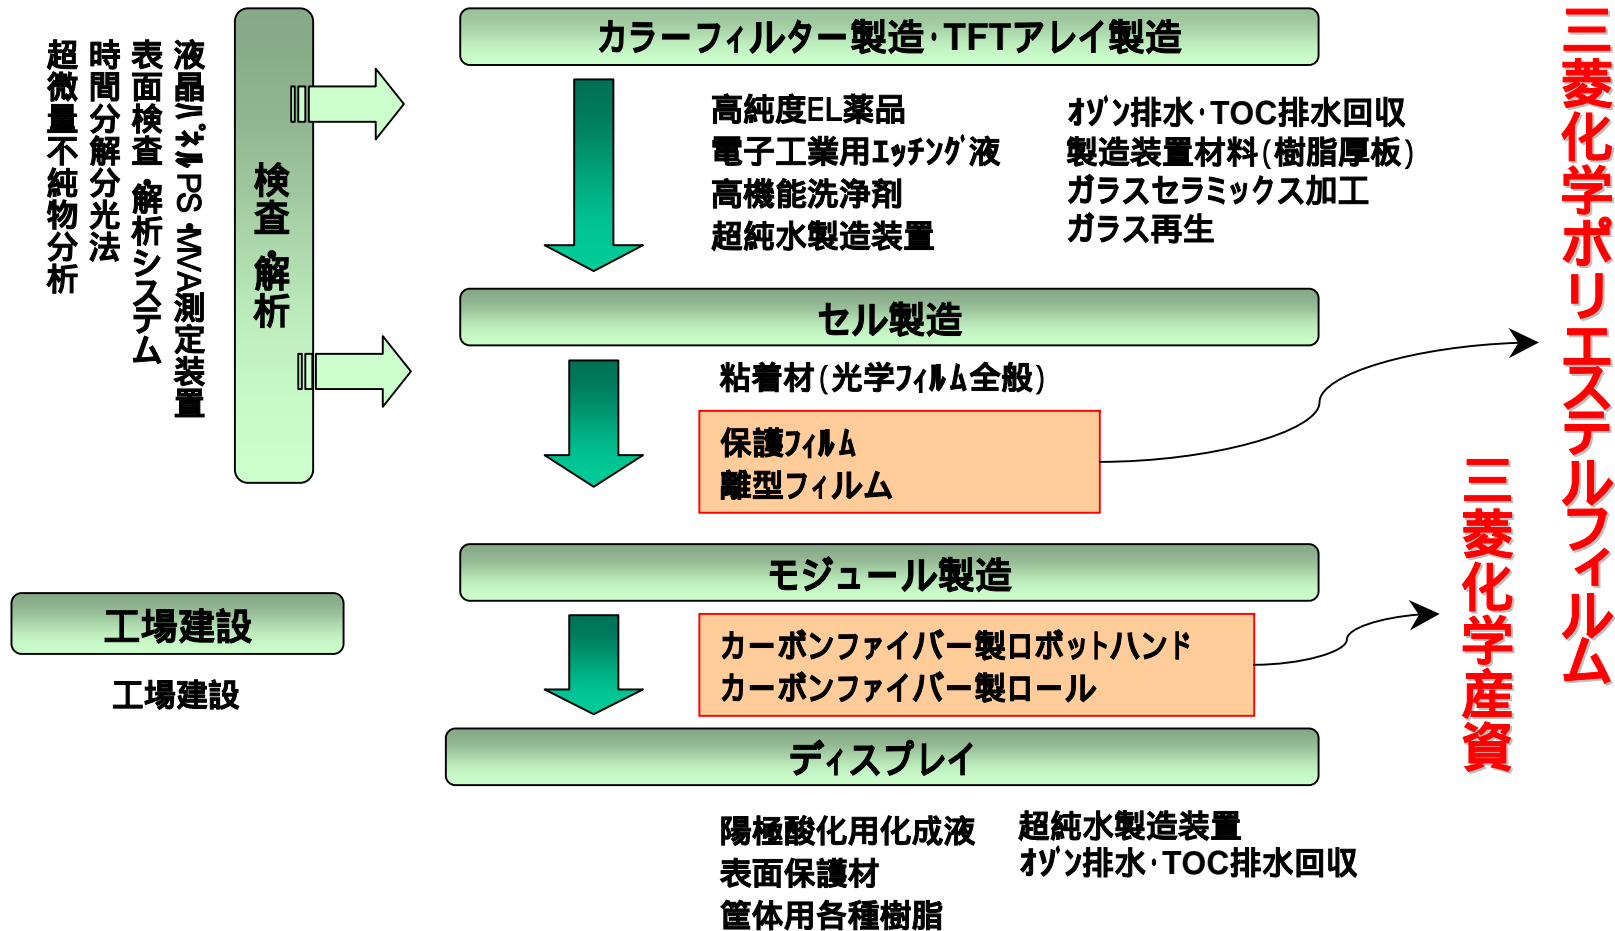 カラーフィルター製造・TFTアレイ製造
高純度EL薬品
電子工業用エッチング液
高機能洗浄剤
超純水製造装置
オゾン排水・TOC排水回収
製造装置材料(樹脂厚板)
ガラスセラミックス加工
ガラス再生
液晶パネルPS・MVA測定装置
表面検査・解析システム
時間分解分光法
超微量不純物分析
検査・解析
セル製造
粘着材(光学フィルム全般)
保護フィルム
離型フィルム
モジュール製造
カーボンファイバー製ロボットハンド
カーボンファイバー製ロール
ディスプレイ
陽極酸化用化成液
表面保護材
筐体用各種樹脂
超純水製造装置
オゾン排水・TOC排水回収
工場建設
工場建設
三菱化学ポリエステルフィルム
三菱化学産資